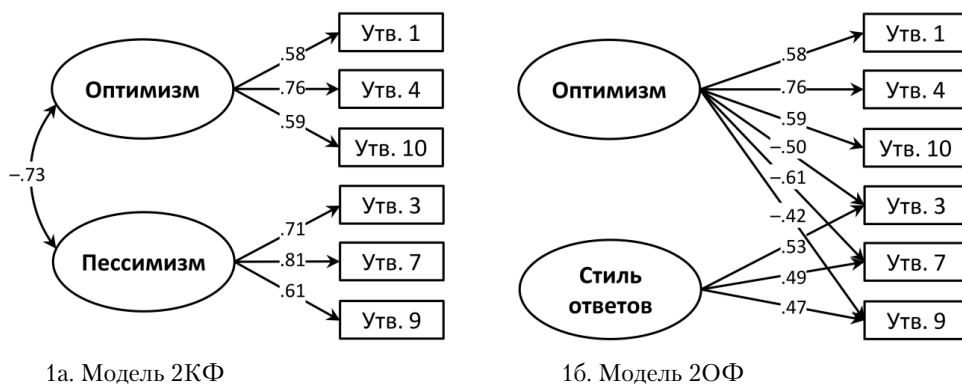 Оптимизм
Пессимизм
–.73
.58
.76
.59
.71
.81
.61
Утв. 1
Утв. 4
Утв. 10
Утв. 3
Утв. 7
Утв. 9
1а. Модель 2КФ
Оптимизм
Стиль
ответов
.58
.76
.59
–.50
–.61
–.42
.53
.49
.47
Утв. 1
Утв. 4
Утв. 10
Утв. 3
Утв. 7
Утв. 9
1б. Модель 2ОФ